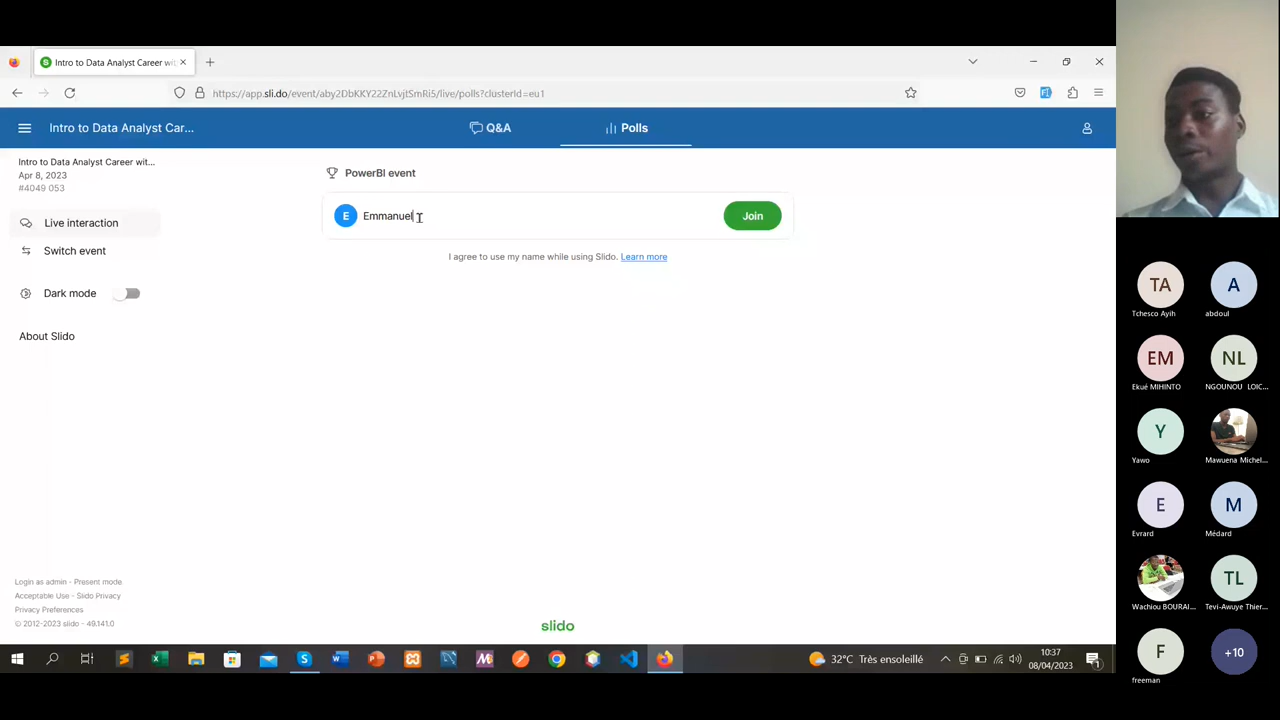 Intro to Data Analyst Career wit
https://app.sli.do/event/aby2DbKKY22ZnLvjtSmRi5/live/polls?clusterId=eu1
Intro to Data Analyst Car...
Q&A
Polls
Intro to Data Analyst Career wit...
Apr 8, 2023
#4049 053
Live interaction
Switch event
Dark mode
About Slido
PowerBI event
E
Emmanuel
Join
I agree to use my name while using Slido. Learn more
Login as admin - Present mode
Acceptable Use - Slido Privacy
Privacy Preferences
© 2012-2023 slido - 49.141.0
slido
32°C Très ensoleillé
10:37
08/04/2023
TA
Tchesco Ayih
A
abdoul
EM
Ekué MIHINTO
NL
NGOUNOU LOIC...
Y
Yawo
Mawuena Michel...
E
Evrard
M
Médard
Wachiou BOURAI...
TL
Tevi-Awuye Thier...
F
freeman
+10